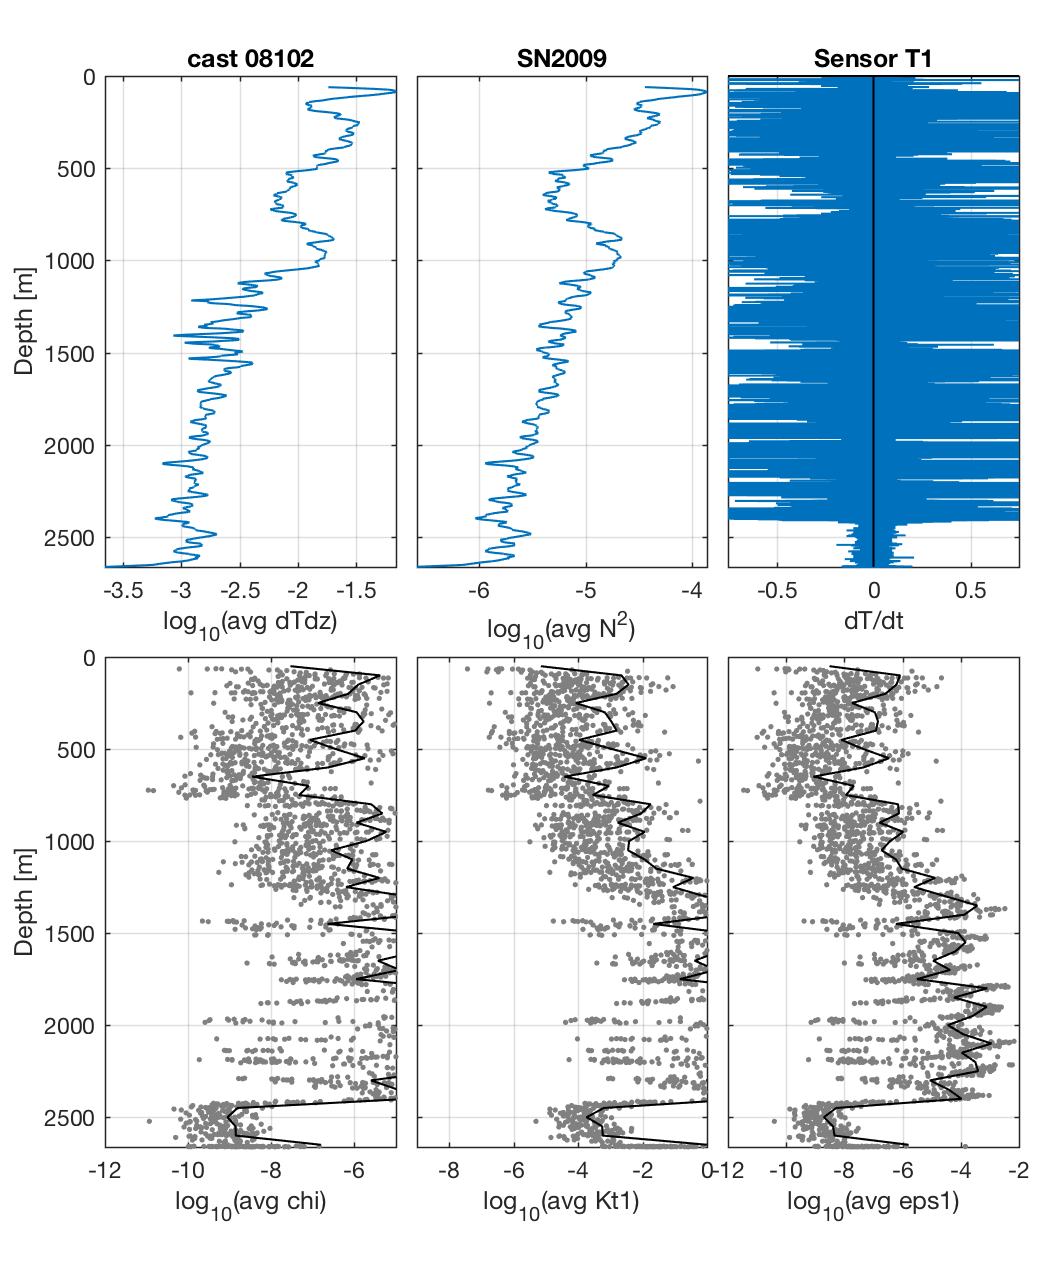 cast 08102
SN2009
Sensor T1
0
500
1000
1500
2000
2500
Depth [m]
-3.5 -3 -2.5 -2 -1.5
log10(avg dTdz)
-6 -5 -4
log10(avg N2)
-0.5 0 0.5
dT/dt
0
500
1000
1500
2000
2500
Depth [m]
-12 -10 -8 -6
log10(avg chi)
-8 -6 -4 -2 0
log10(avg Kt1)
-12 -10 -8 -6 -4 -2
log10(avg eps1)